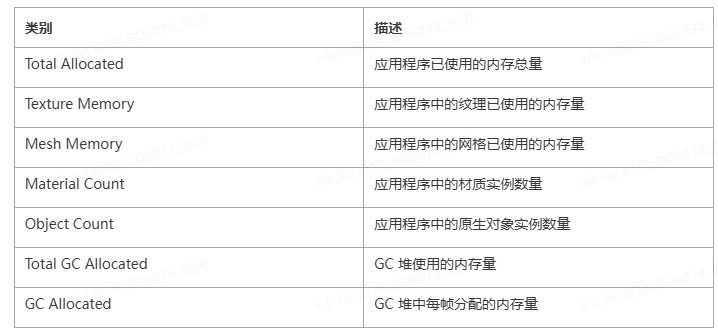 类别 描述
Total Allocated 应用程序已使用的内存总量
Texture Memory 应用程序中的纹理已使用的内存量
Mesh Memory 应用程序中的网格已使用的内存量
Material Count 应用程序中的材质实例数量
Object Count 应用程序中的原生对象实例数量
Total GC Allocated GC 堆使用的内存量
GC Allocated GC 堆中每帧分配的内存量